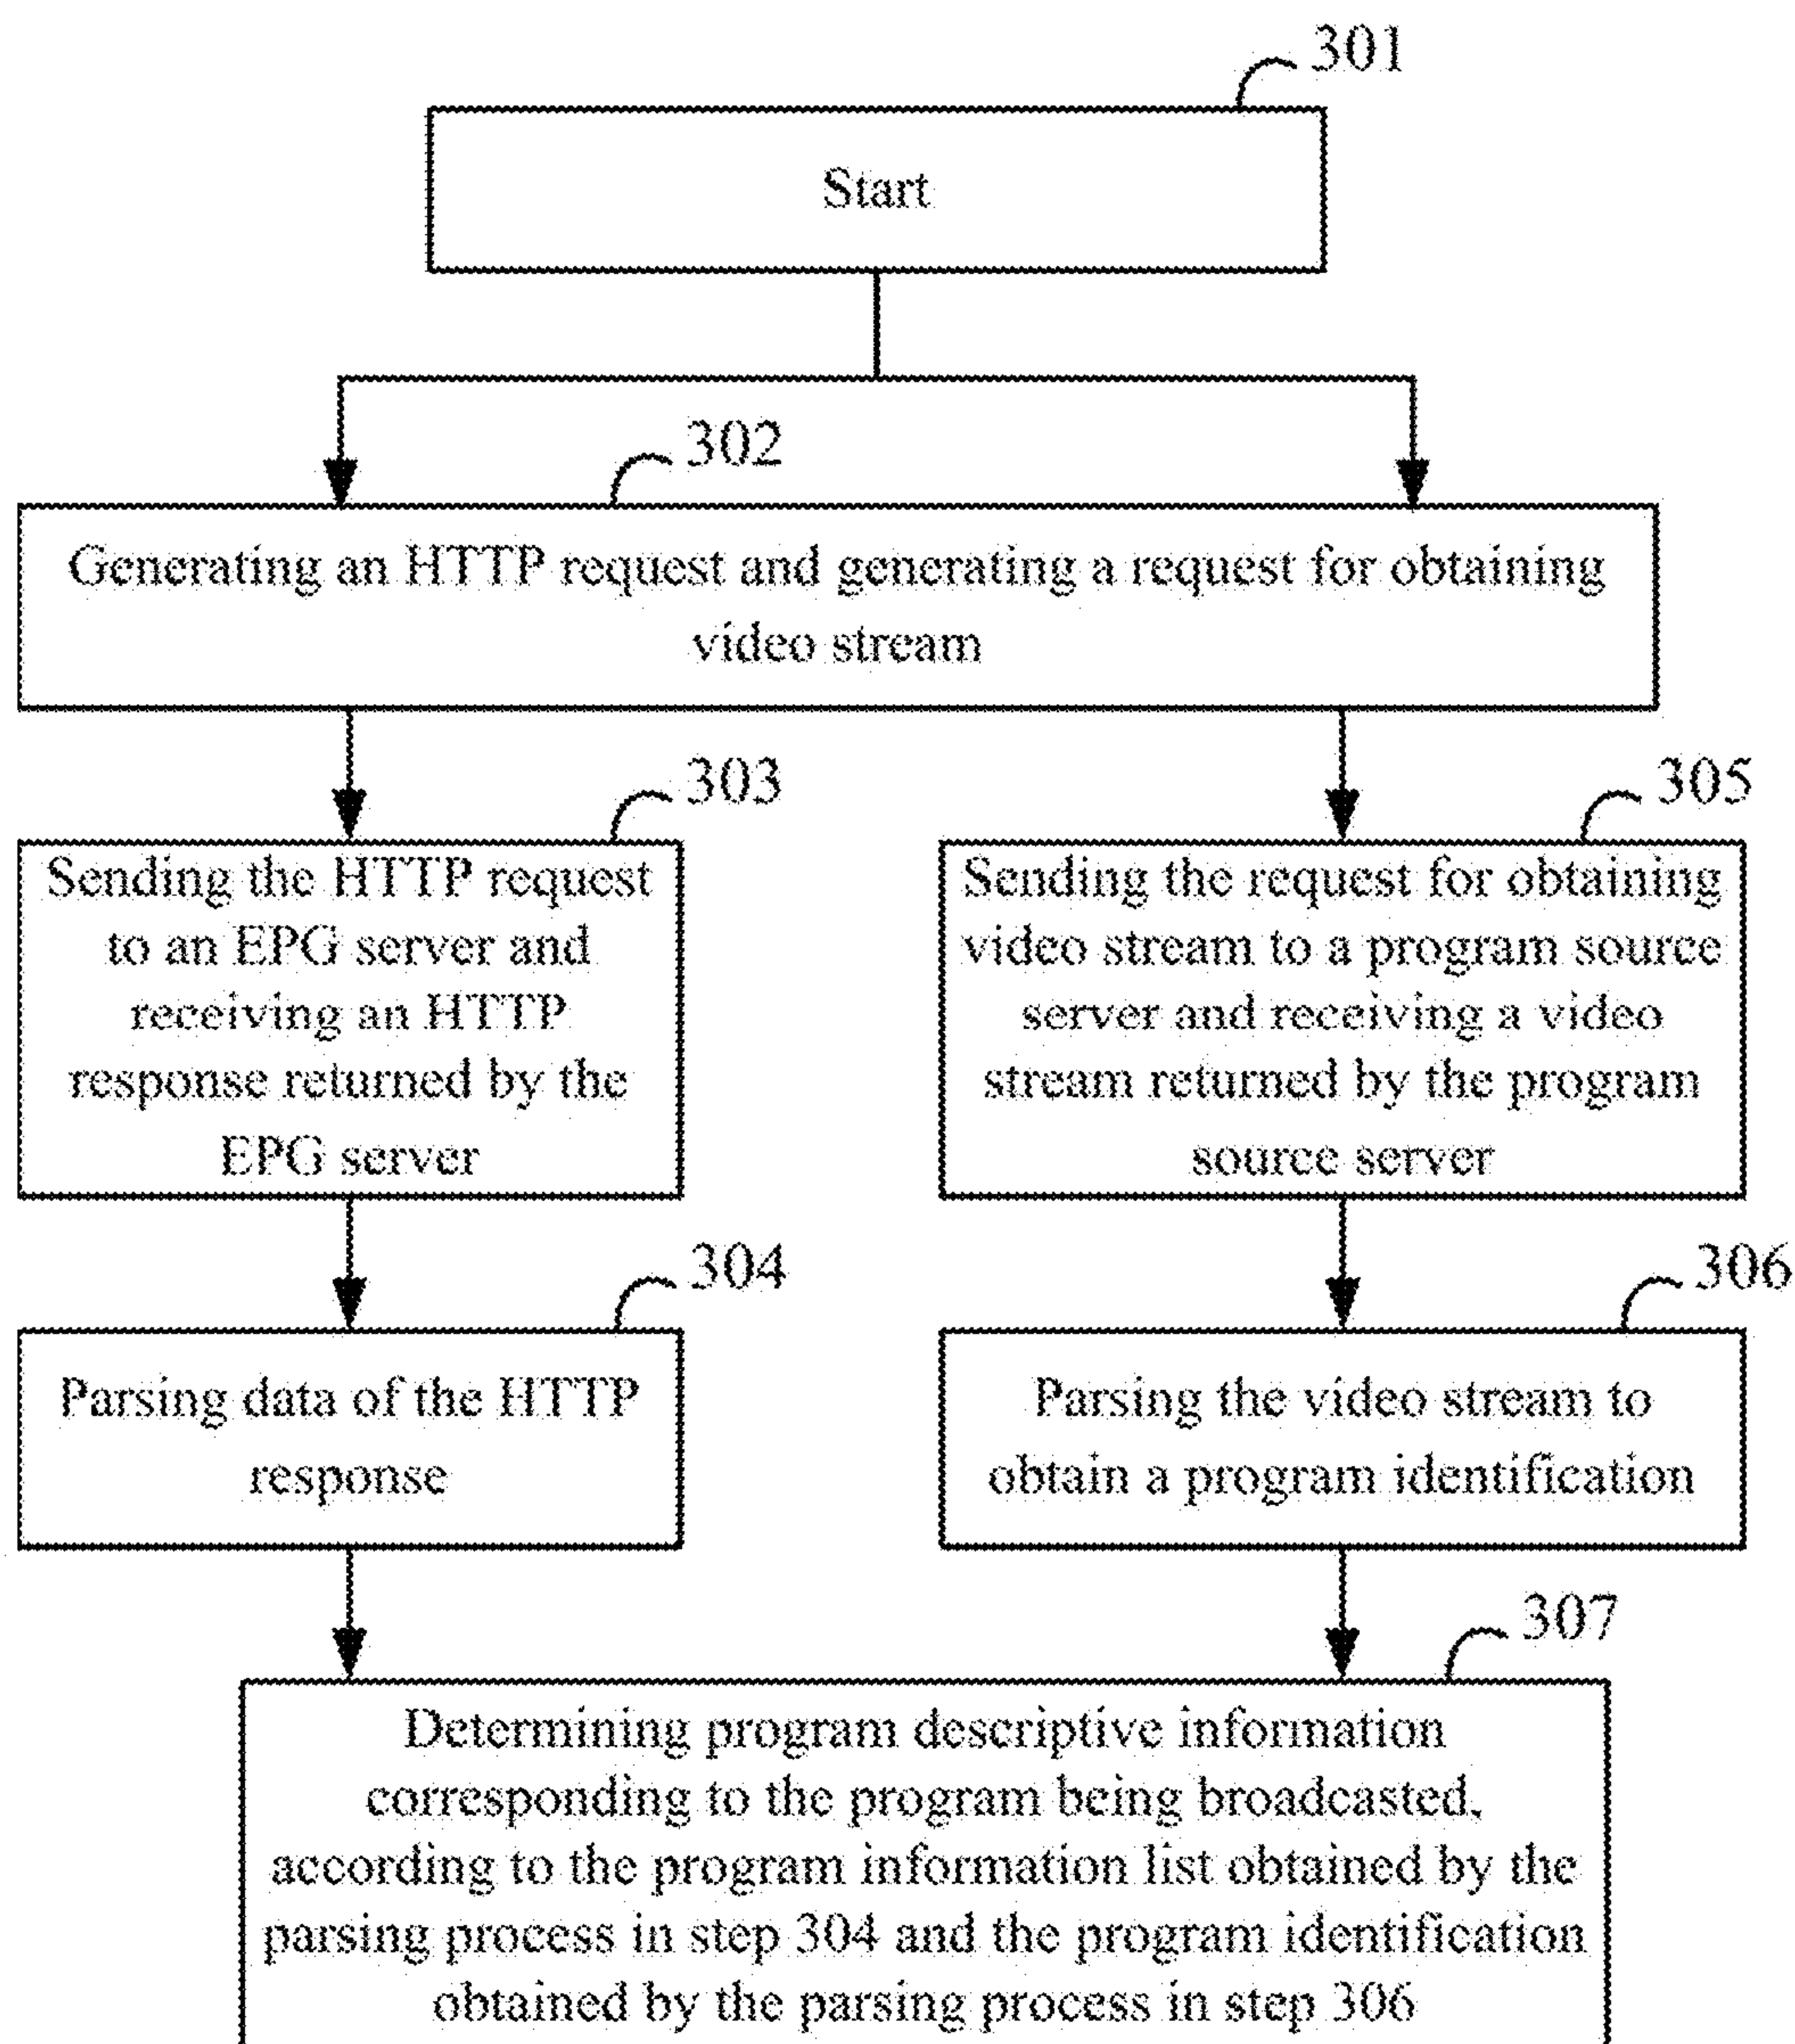 301
Start
302
Generating an HTTP request and generating a request for obtaining
video stream
303
Sending the HTTP request
to an EPG server and
receiving an HTTP
response returned by the
EPG server
305
Sending the request for obtaining
video stream to a program source
server and receiving a video
stream returned by the program
source server
304
Parsing data of the HTTP
response
306
Parsing the video stream to
obtain a program identification
307
Determining program descriptive information
corresponding to the program being broadcasted,
according to the program information list obtained by the
parsing process in step 304 and the program identification
obtained by the parsing process in step 306